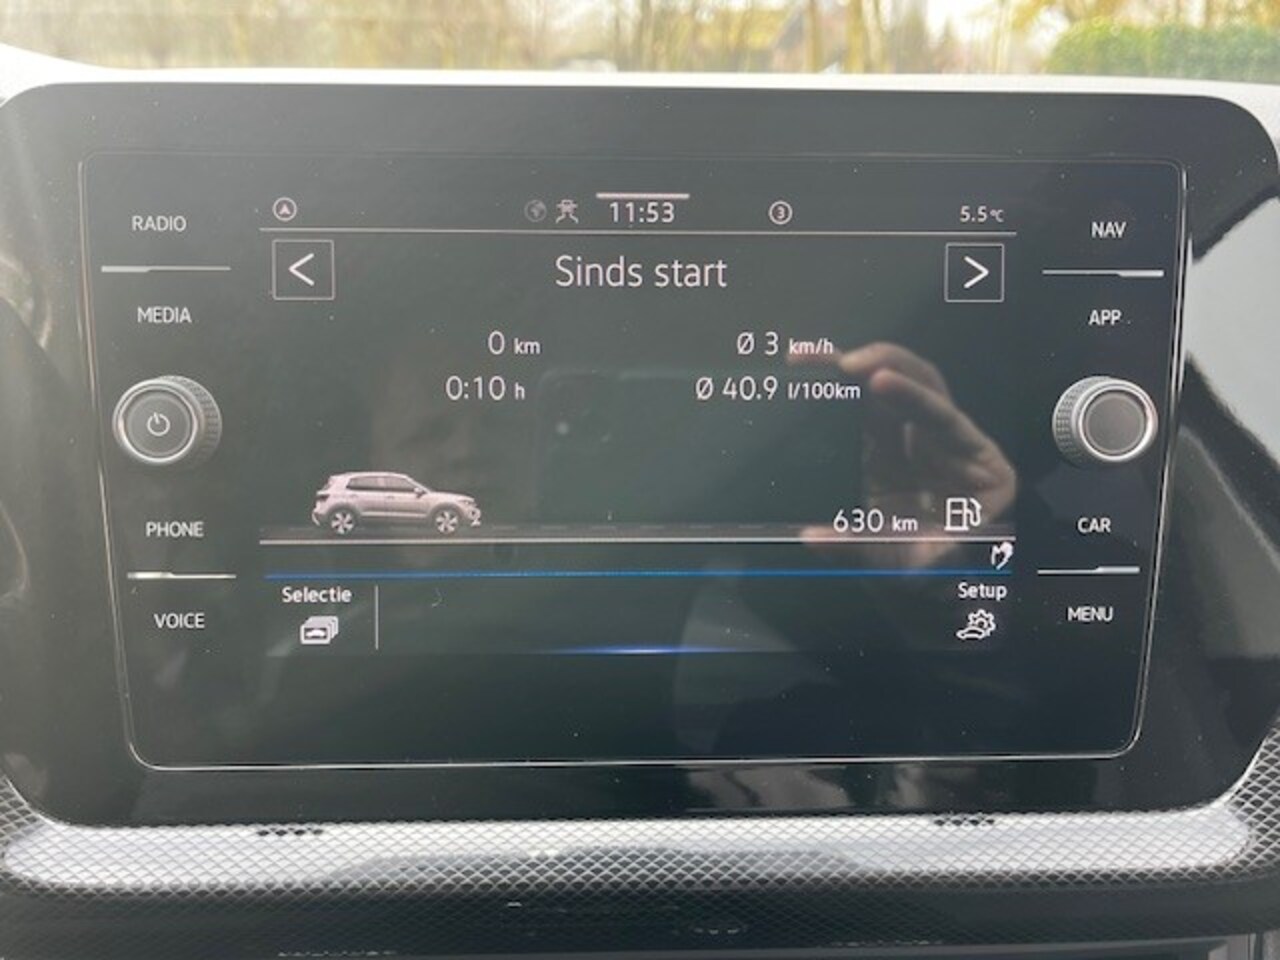 RADIO
MEDIA
PHONE
VOICE
11:53
3
5.5°C
<
Sinds start
>
0 km
Ø 3 km/h
0:10 h
Ø 40.9 l/100km
630 km
Selectie
Setup
NAV
APP
CAR
MENU